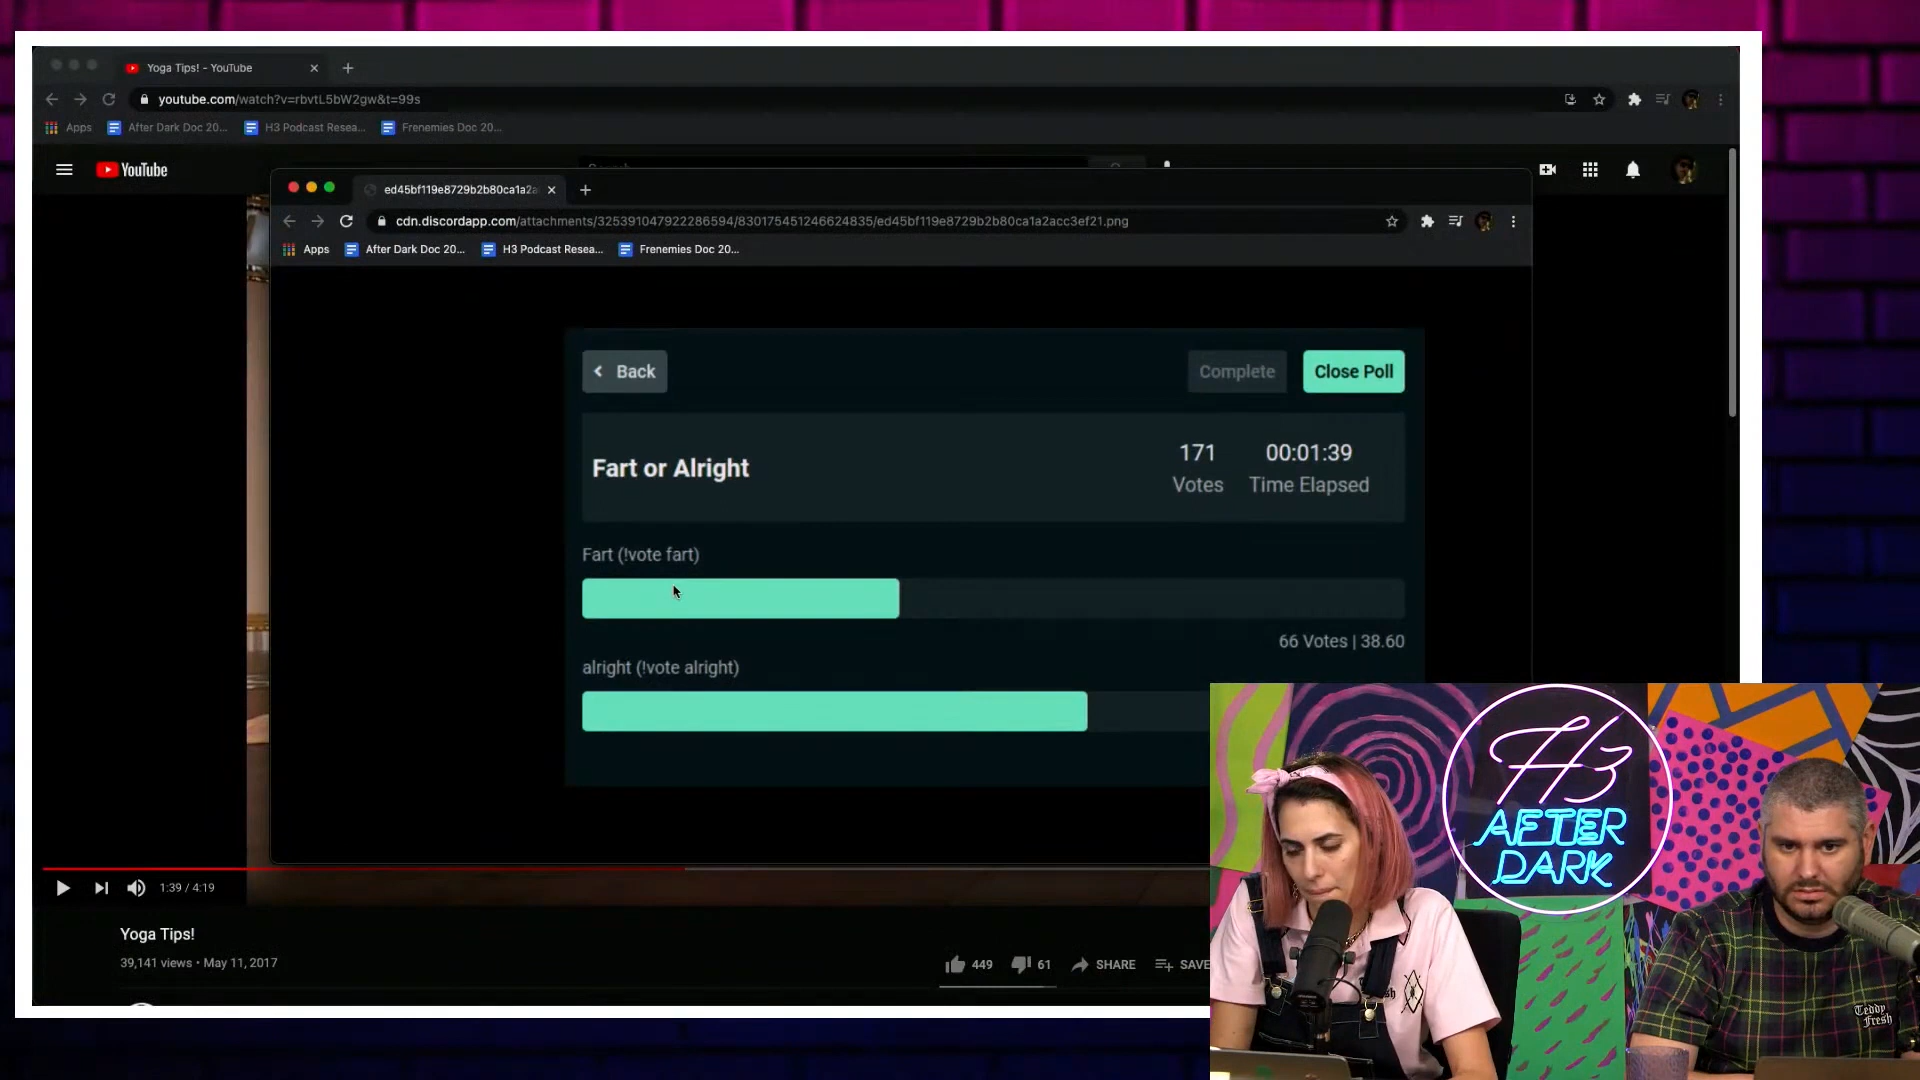 Yoga Tips! - YouTube
youtube.com/watch?v=rbvtL5bW2gw&t=99s
Apps After Dark Doc 20... H3 Podcast Resea... Frenemies Doc 20...
YouTube
ed45bf119e8729b2b80ca1a2
cdn.discordapp.com/attachments/325391047922286594/830175451246624835/ed45bf119e8729b2b80ca1a2acc3ef21.png
Apps After Dark Doc 20... H3 Podcast Resea... Frenemies Doc 20...
Back Complete Close Poll
Fart or Alright
171 00:01:39
Votes Time Elapsed
Fart (!vote fart)
66 Votes | 38.60
alright (!vote alright)
H3
AFTER
DARK
1:39 / 4:19
Yoga Tips!
39,141 views • May 11, 2017
449 61 SHARE SAVE
Teddy
Fresh